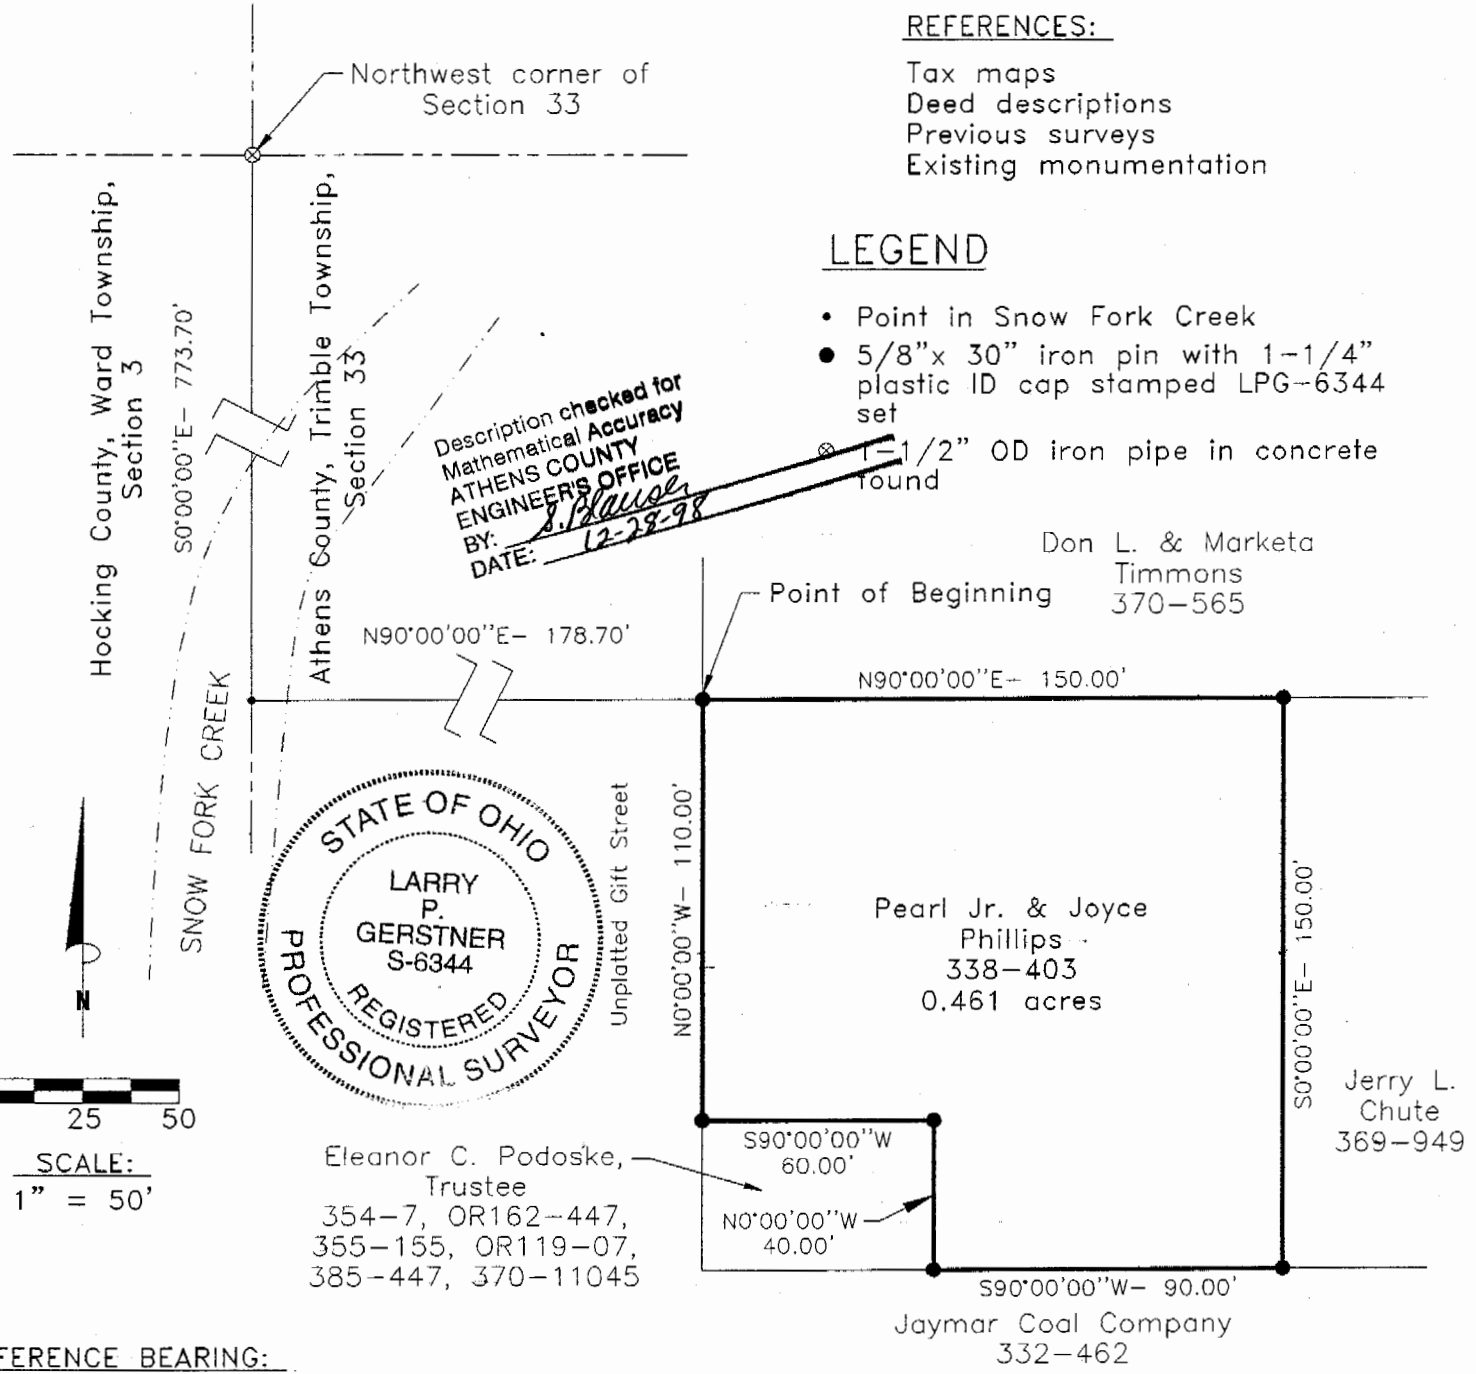 REFERENCES:
Tax maps
Deed descriptions
Previous surveys
Existing monumentation
Northwest corner of
Section 33
Hocking County, Ward Township,
Section 3
S0°00'00"E- 773.70'
Athens County, Trimble Township,
Section 33
LEGEND
Point in Snow Fork Creek
5/8"x 30" iron pin with 1-1/4"
plastic ID cap stamped LPG-6344
set
1-1/2" OD iron pipe in concrete
found
Description checked for
Mathematical Accuracy
ATHENS COUNTY
ENGINEER'S OFFICE
BY: S. Blauser
DATE: 12-28-98
Don L. & Marketa
Timmons
370-565
Point of Beginning
N90°00'00"E- 178.70'
N90°00'00"E- 150.00'
SNOW FORK CREEK
STATE OF OHIO
LARRY
P.
GERSTNER
S-6344
REGISTERED
PROFESSIONAL SURVEYOR
Unplatted Gift Street
N0°00'00"W- 110.00'
Pearl Jr. & Joyce
Phillips
338-403
0.461 acres
S0°00'00"E- 150.00'
Jerry L.
Chute
369-949
N
25 50
SCALE:
1" = 50'
Eleanor C. Podoske,
Trustee
354-7, OR162-447,
355-155, OR119-07,
385-447, 370-11045
S90°00'00"W
60.00'
N0°00'00"W
40.00'
S90°00'00"W- 90.00'
Jaymar Coal Company
332-462
FERENCE BEARING: